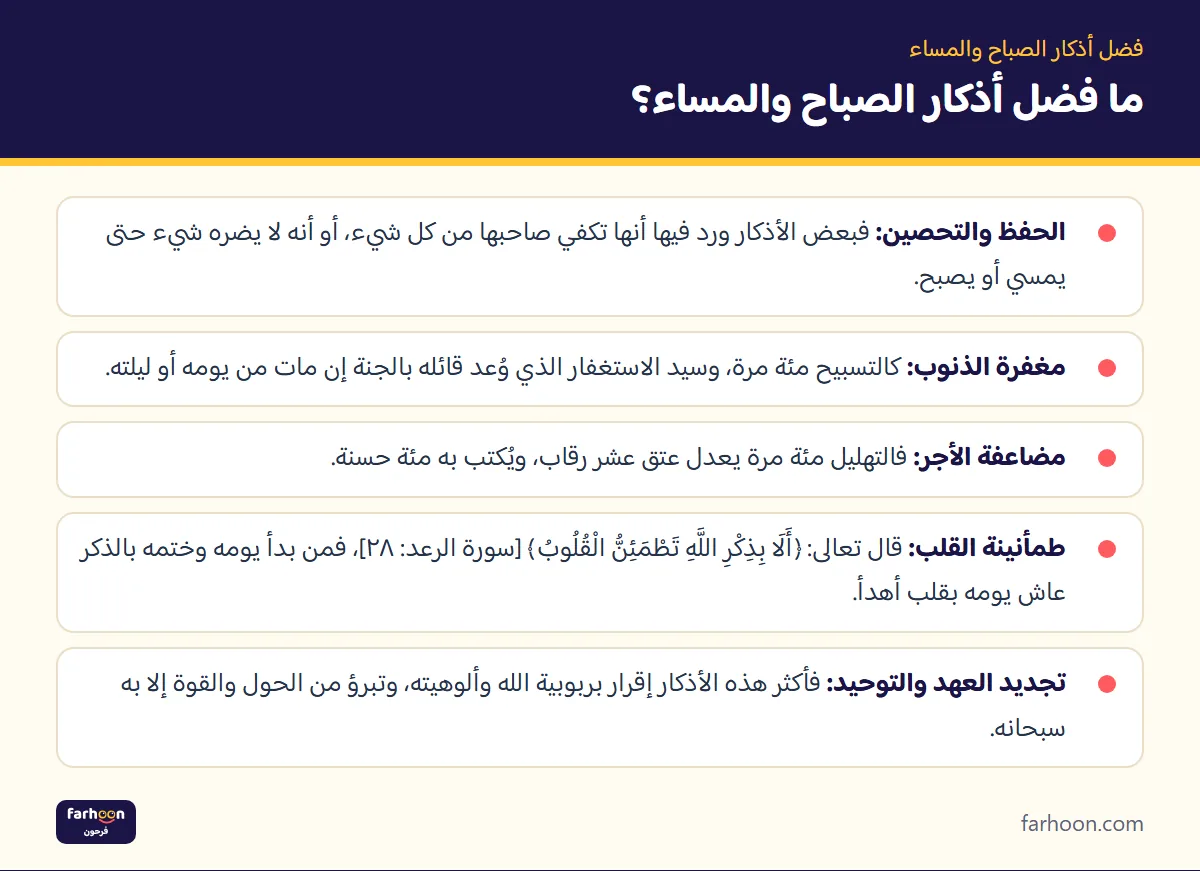 فضل أذكار الصباح والمساء
ما فضل أذكار الصباح والمساء؟
الحفظ والتحصين: فبعض الأذكار ورد فيها أنها تكفي صاحبها من كل شيء، أو أنه لا يضره شيء حتى
يمسي أو يصبح.
مغفرة الذنوب: كالتسبيح مئة مرة، وسيد الاستغفار الذي وُعد قائله بالجنة إن مات من يومه أو ليلته.
مضاعفة الأجر: فالتهليل مئة مرة يعدل عتق عشر رقاب، ويُكتب به مئة حسنة.
طمأنينة القلب: قال تعالى: ﴿أَلَا بِذِكْرِ اللَّهِ تَطْمَئِنُّ الْقُلُوبُ﴾ [سورة الرعد: ٢٨]، فمن بدأ يومه وختمه بالذكر
عاش يومه بقلب أهدأ.
تجديد العهد والتوحيد: فأكثر هذه الأذكار إقرار بربوبية الله وألوهيته، وتبرؤ من الحول والقوة إلا به
سبحانه.
farhoon.com
farhoon
فرحون